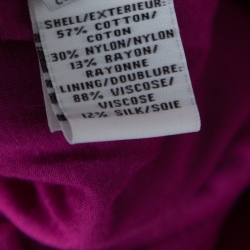 SHELL/EXTERIEUR:
57% COTTON/
COTON
30% NYLON/NYLON
13% RAYON/
RAYONNE
LINING/DOUBLURE:
88% VISCOSE/
VISCOSE
12% SILK/SOIE